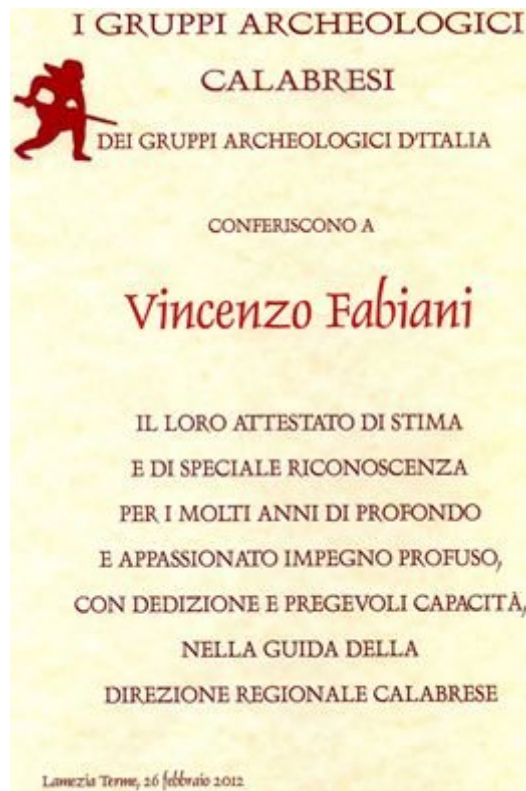 I GRUPPI ARCHEOLOGICI
CALABRESI
DEI GRUPPI ARCHEOLOGICI D'ITALIA
CONFERISCONO A
Vincenzo Fabiani
IL LORO ATTESTATO DI STIMA
E DI SPECIALE RICONOSCENZA
PER I MOLTI ANNI DI PROFONDO
E APPASSIONATO IMPEGNO PROFUSO,
CON DEDIZIONE E PREGEVOLI CAPACITÀ,
NELLA GUIDA DELLA
DIREZIONE REGIONALE CALABRESE
Lamezia Terme, 26 febbraio 2012